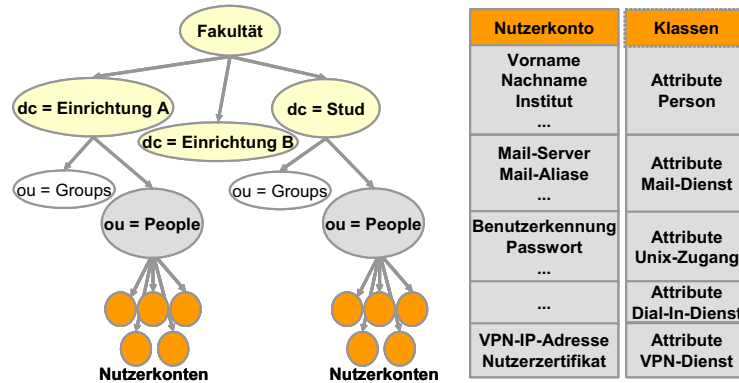 Fakultät
dc = Einrichtung A
dc = Stud
dc = Einrichtung B
ou = Groups
ou = Groups
ou = People
ou = People
Nutzerkonten
Nutzerkonten
Nutzerkonto
Klassen
Vorname
Nachname
Institut
...
Attribute
Person
Mail-Server
Mail-Aliase
...
Attribute
Mail-Dienst
Benutzerkennung
Passwort
...
Attribute
Unix-Zugang
...
Attribute
Dial-In-Dienst
VPN-IP-Adresse
Nutzerzertifikat
Attribute
VPN-Dienst